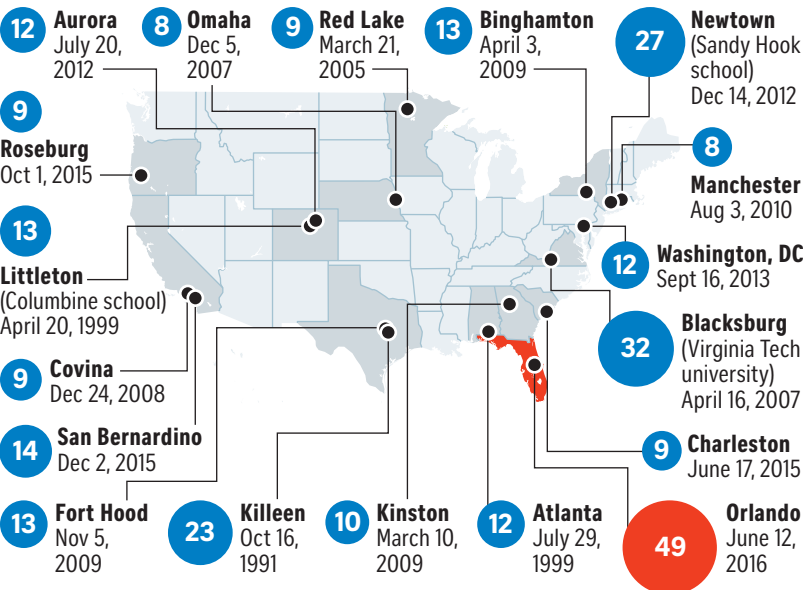 12
Aurora
July 20,
2012
8
Omaha
Dec 5,
2007
9
Red Lake
March 21,
2005
13
Binghamton
April 3,
2009
27
Newtown
(Sandy Hook
school)
Dec 14, 2012
9
Roseburg
Oct 1, 2015
8
Manchester
Aug 3, 2010
13
Littleton
(Columbine school)
April 20, 1999
12
Washington, DC
Sept 16, 2013
32
Blacksburg
(Virginia Tech
university)
April 16, 2007
9
Covina
Dec 24, 2008
14
San Bernardino
Dec 2, 2015
9
Charleston
June 17, 2015
13
Fort Hood
Nov 5,
2009
23
Killeen
Oct 16,
1991
10
Kinston
March 10,
2009
12
Atlanta
July 29,
1999
49
Orlando
June 12,
2016